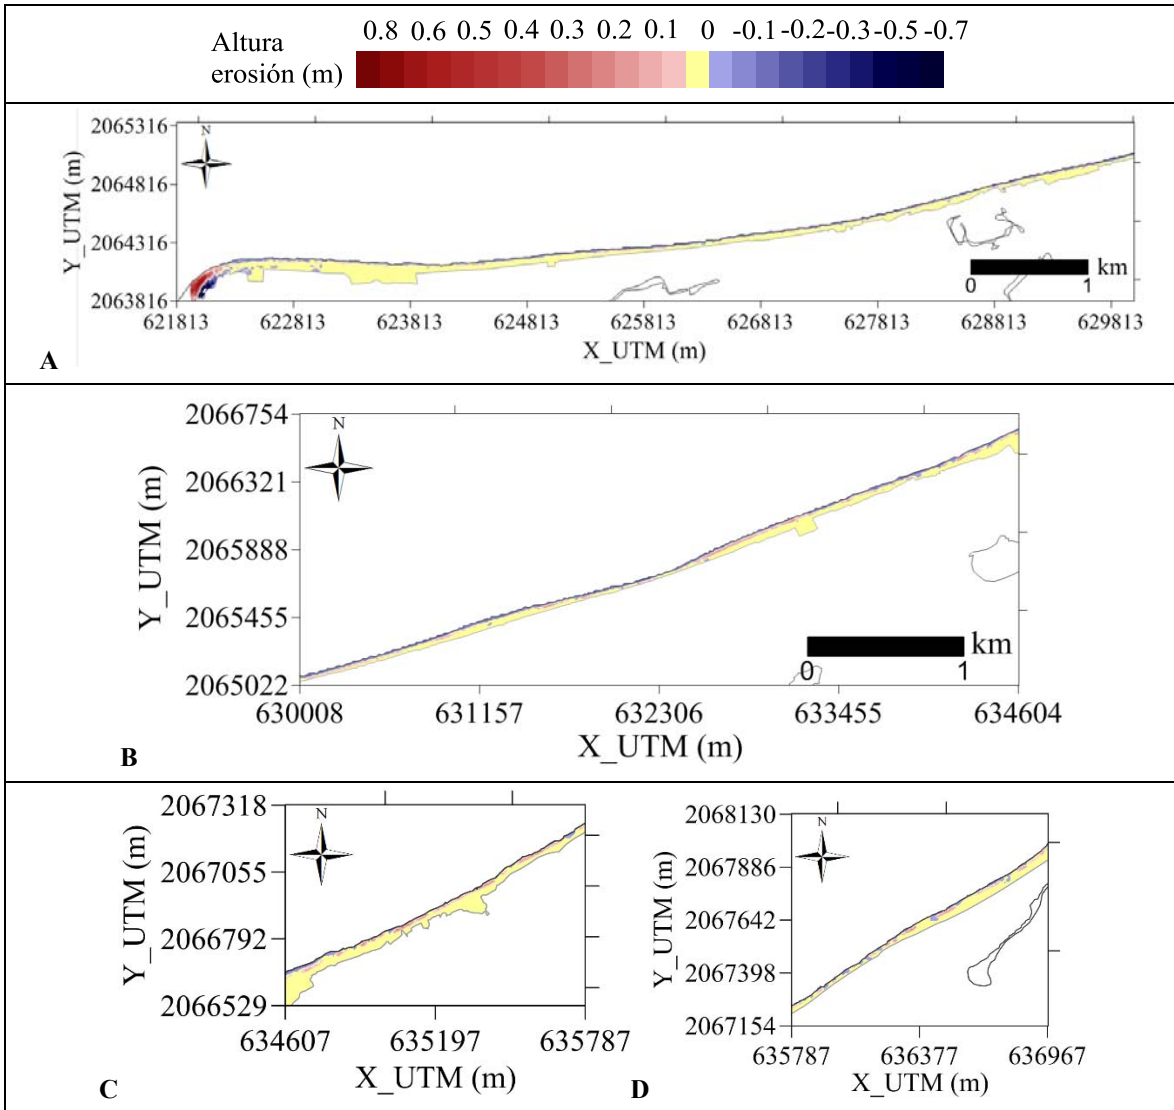 0.8 0.6 0.5 0.4 0.3 0.2 0.1 0 -0.1 -0.2 -0.3 -0.5 -0.7
Altura
erosión (m)
2065316
N
2064816
2064316
2063816
Y_UTM (m)
km
0 1
621813 622813 623813 624813 625813 626813 627813 628813 629813
X_UTM (m)
A
2066754
N
2066321
2065888
2065455
2065022
Y_UTM (m)
km
0 1
630008 631157 632306 633455 634604
X_UTM (m)
B
2067318
N
2067055
2066792
2066529
Y_UTM (m)
634607 635197 635787
X_UTM (m)
C
2068130
N
2067886
2067642
2067398
2067154
Y_UTM (m)
635787 636377 636967
X_UTM (m)
D